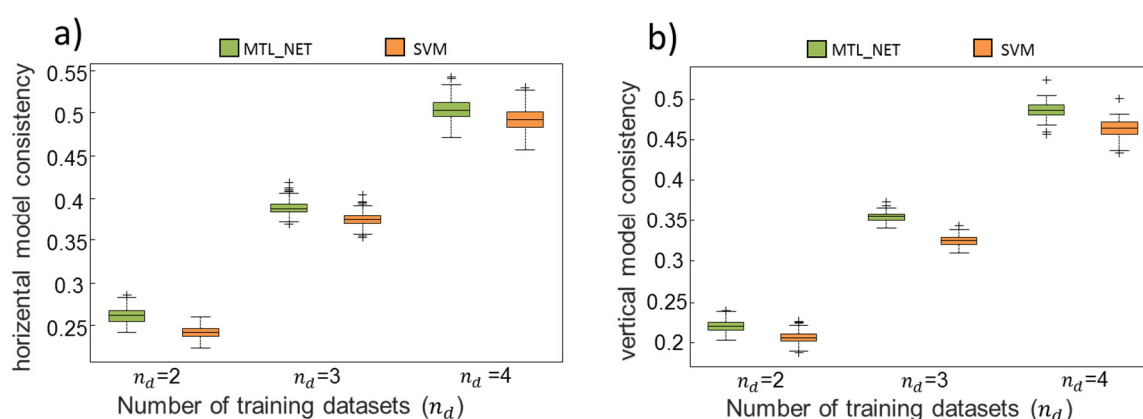 a)
MTL_NET SVM
horizental model consistency
0.55
0.5
0.45
0.4
0.35
0.3
0.25
n_d=2 n_d=3 n_d=4
Number of training datasets (n_d)
b)
MTL_NET SVM
vertical model consistency
0.5
0.45
0.4
0.35
0.3
0.25
0.2
n_d=2 n_d=3 n_d=4
Number of training datasets (n_d)